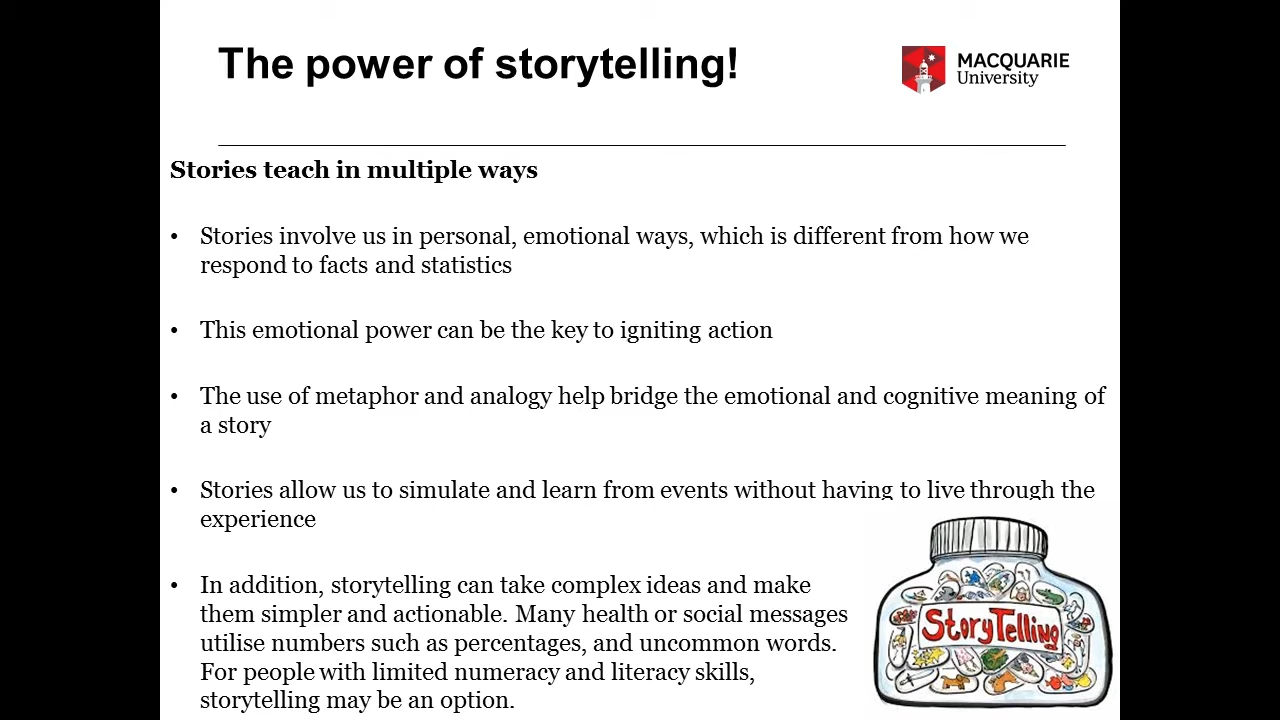 The power of storytelling!
MACQUARIE
University
Stories teach in multiple ways
• Stories involve us in personal, emotional ways, which is different from how we
respond to facts and statistics
• This emotional power can be the key to igniting action
• The use of metaphor and analogy help bridge the emotional and cognitive meaning of
a story
• Stories allow us to simulate and learn from events without having to live through the
experience
• In addition, storytelling can take complex ideas and make
them simpler and actionable. Many health or social messages
utilise numbers such as percentages, and uncommon words.
For people with limited numeracy and literacy skills,
storytelling may be an option.
StoryTelling